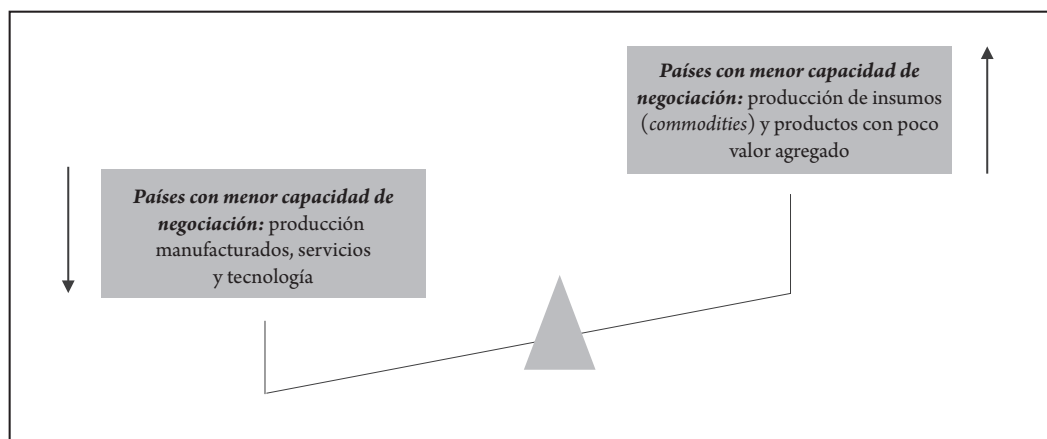 Países con menor capacidad de
negociación: producción de insumos
(commodities) y productos con poco
valor agregado
Países con menor capacidad de
negociación: producción
manufacturados, servicios
y tecnología